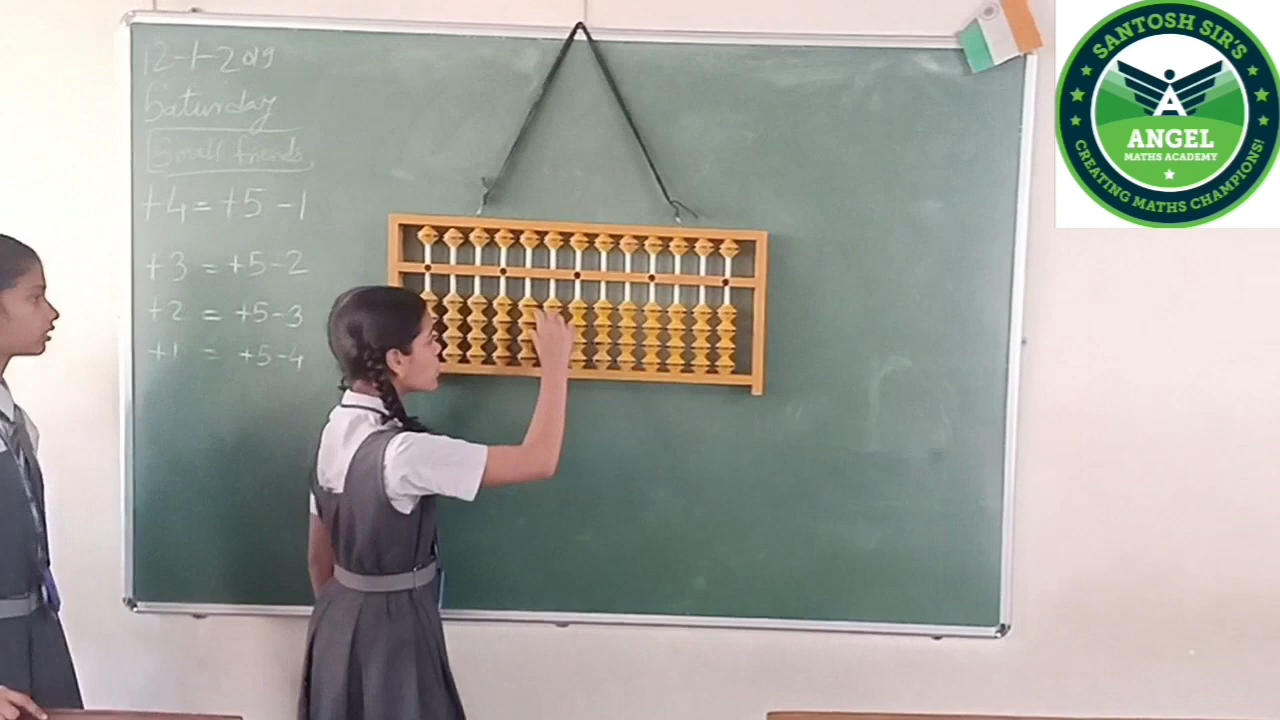 12-1-2019
Saturday
Small friends,
+4 = +5 -1
+3 = +5-2
+2 = +5-3
+1 = +5-4
SANTOSH SIR'S
A
ANGEL
MATHS ACADEMY
CREATING MATHS CHAMPIONS!